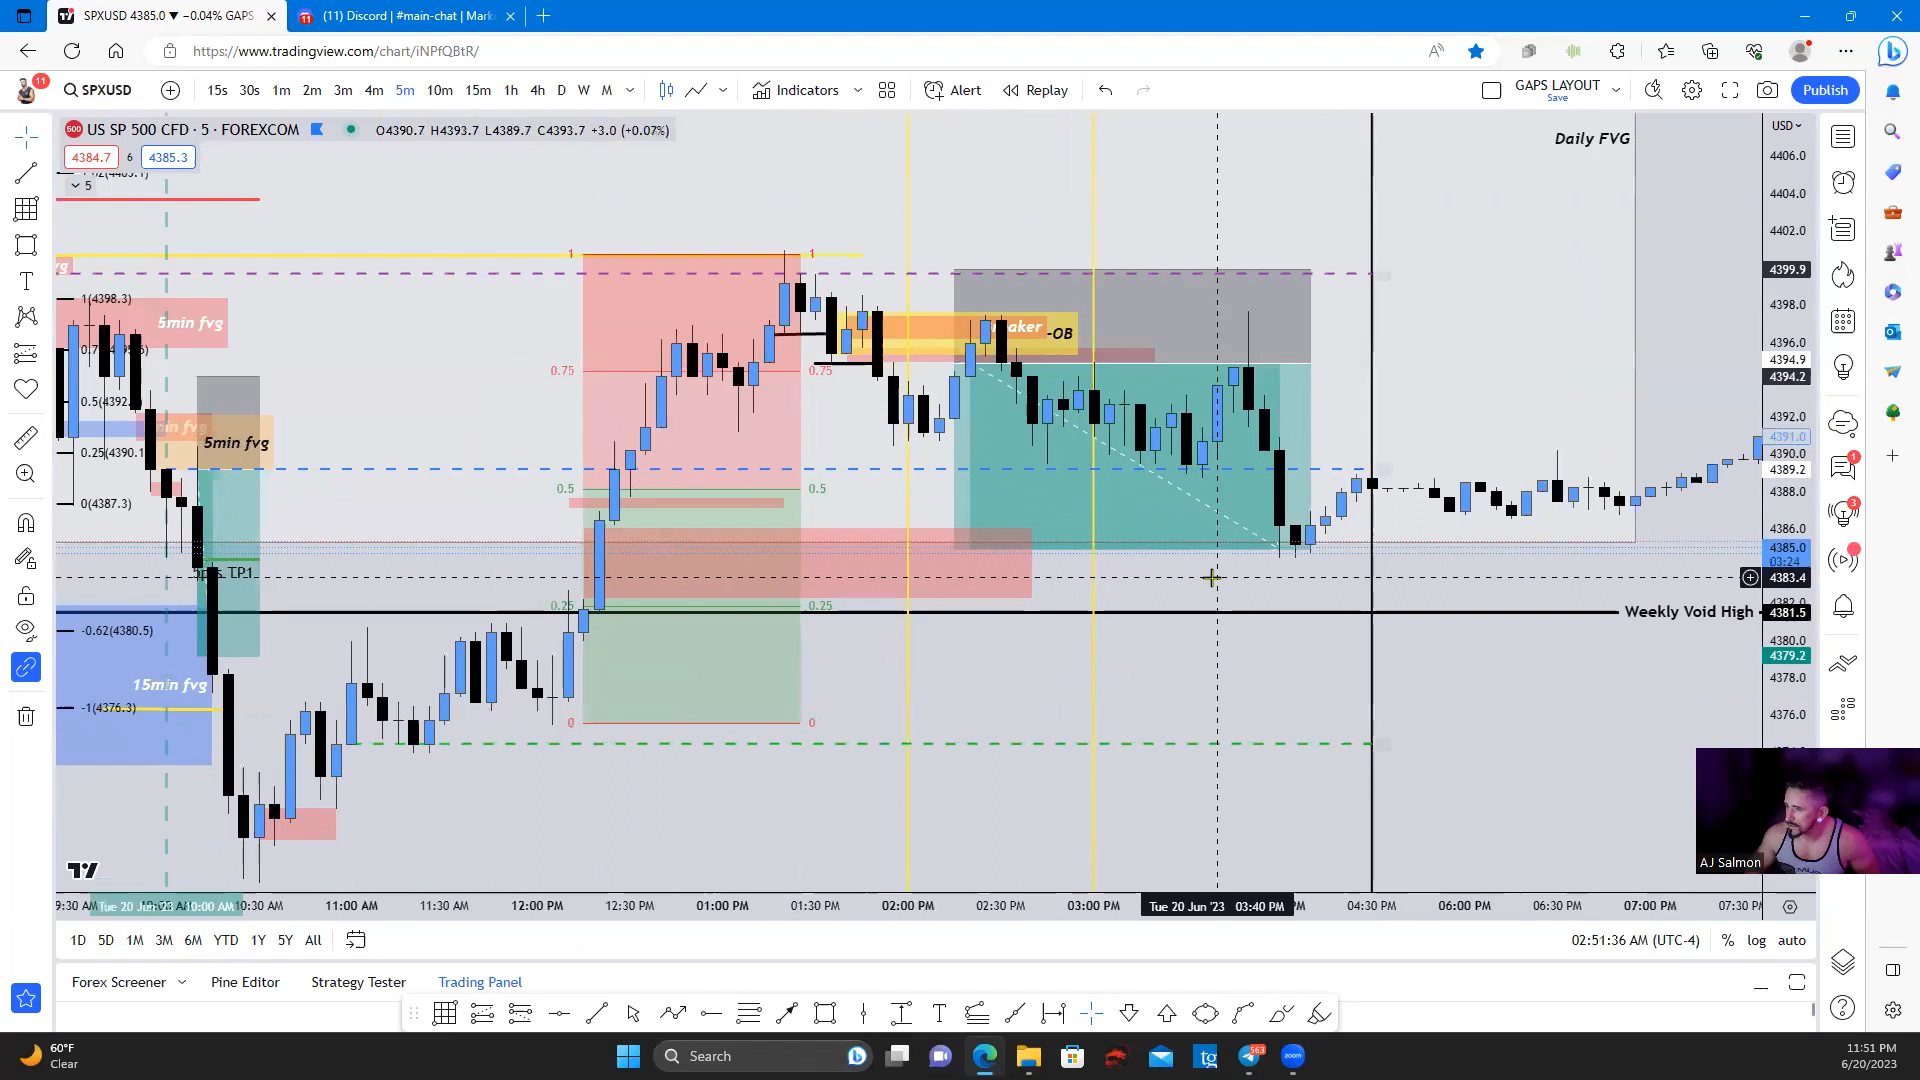 SPXUSD 4385.0 ▼ −0.04% GAPS
(11) Discord | #main-chat | Mark
https://www.tradingview.com/chart/iNPfQBtR/
11
SPXUSD
15s 30s 1m 2m 3m 4m 5m 10m 15m 1h 4h D W M
Indicators
Alert
Replay
GAPS LAYOUT
Save
Publish
US SP 500 CFD · 5 · FOREXCOM
O4390.7 H4393.7 L4389.7 C4393.7 +3.0 (+0.07%)
4384.7 6 4385.3
5
USD
Daily FVG
4406.0
4404.0
4402.0
4399.9
4398.0
4396.0
4394.9
4394.2
4392.0
4391.0
4390.0
4389.2
4388.0
4386.0
4385.0
03:24
4383.4
4381.5
4380.0
4379.2
4378.0
4376.0
1(4398.3)
0.25(4390.1
0(4387.3)
-0.62(4380.5)
-1(4376.3)
5min fvg
5min fvg
15min fvg
TP1
1 1
0.75 0.75
0.5 0.5
0.25 0.25
0 0
-OB
Weekly Void High
AJ Salmon
Tue 20 Jun '23 10:00 AM
10:30 AM 11:00 AM 11:30 AM 12:00 PM 12:30 PM 01:00 PM 01:30 PM 02:00 PM 02:30 PM 03:00 PM
Tue 20 Jun '23 03:40 PM
04:30 PM 06:00 PM 06:30 PM 07:00 PM
1D 5D 1M 3M 6M YTD 1Y 5Y All
02:51:36 AM (UTC-4)
% log auto
Forex Screener Pine Editor Strategy Tester Trading Panel
60°F
Clear
Search
tg
563
zoom
11:51 PM
6/20/2023